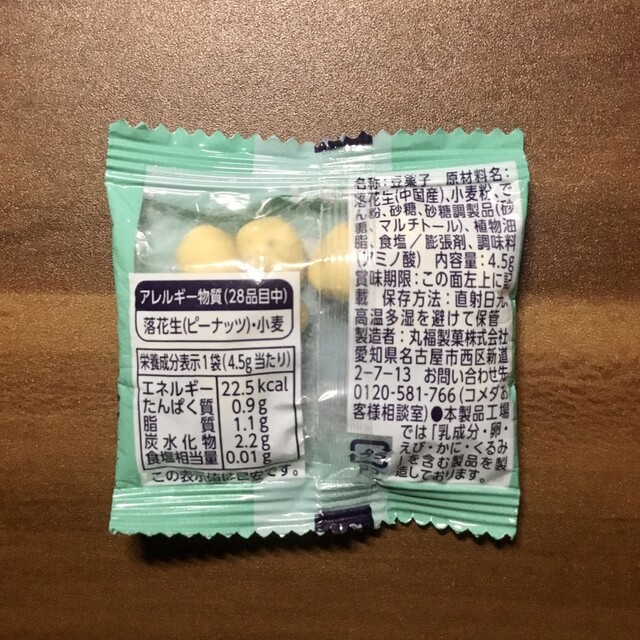 アレルギー物質(28品目中)
落花生(ピーナッツ)・小麦
栄養成分表示1袋(4.5g当たり)
エネルギー 22.5kcal
たんぱく質 0.9g
脂質 1.1g
炭水化物 2.2g
食塩相当量 0.01g
この表示値は目安です。
名称:豆菓子 原材料名:
落花生(中国産)、小麦粉、で
ん粉、砂糖、砂糖調製品(砂
糖、マルチトール)、植物油
脂、食塩/膨張剤、調味料
(アミノ酸) 内容量:4.5g
賞味期限:この面左上に記
載 保存方法:直射日光、
高温多湿を避けて保管
製造者:丸福製菓株式会社
愛知県名古屋市西区新道
2-7-13 お問い合わせ先
0120-581-766(コメダお
客様相談室)●本製品工場
では「乳成分・卵・
えび・かに・くるみ
」を含む製品を製
造しております。